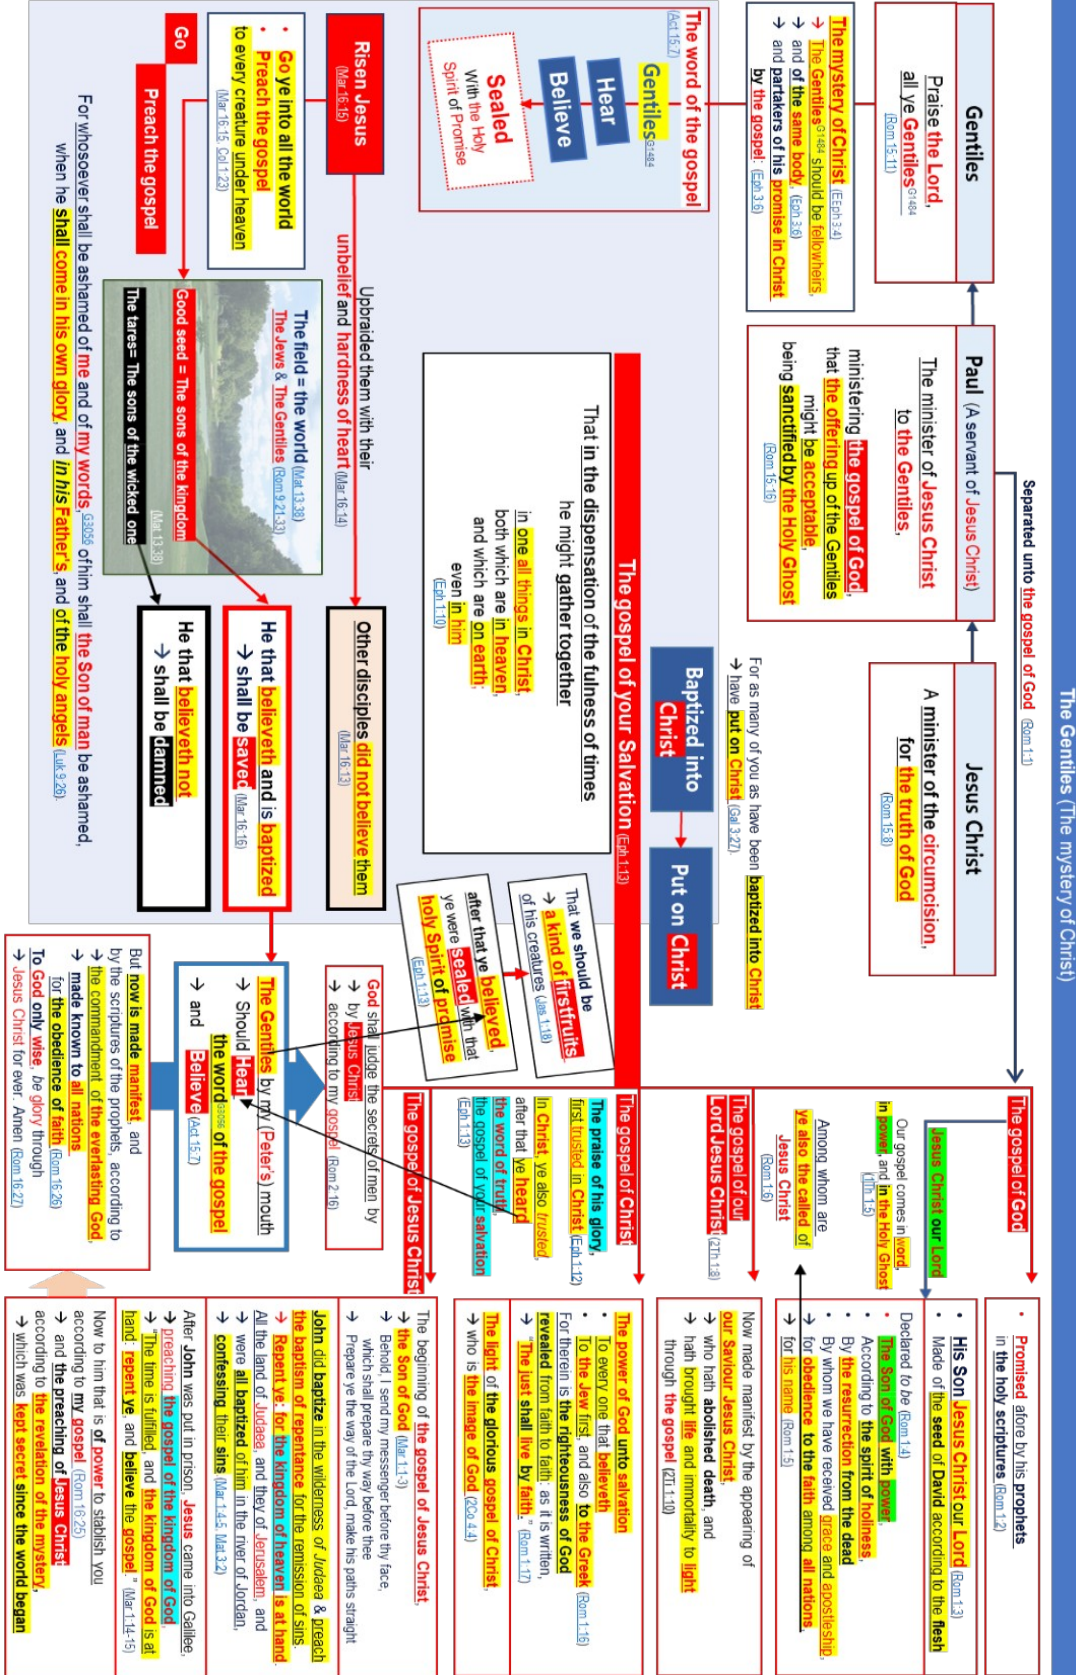 The Gentiles (The mystery of Christ)
Gentiles
Praise the Lord,
all ye Gentiles G1484
(Rom 15:11)
Paul (A servant of Jesus Christ)
The minister of Jesus Christ
to the Gentiles,
ministering the gospel of God,
that the offering up of the Gentiles
might be acceptable,
being sanctified by the Holy Ghost
(Rom 15:16)
Jesus Christ
A minister of the circumcision,
for the truth of God
(Rom 15:8)
Separated unto the gospel of God (Rom 1:1)
The mystery of Christ (EEph 3:4)
→ The Gentiles G1484 should be fellowheirs,
→ and of the same body, (Eph 3:6)
→ and partakers of his promise in Christ
by the gospel: (Eph 3:6)
The word of the gospel
(Act 15:7)
Gentiles G1484
Hear
Believe
Sealed
With the Holy
Spirit of Promise
For as many of you as have been baptized into Christ
→ have put on Christ (Gal 3:27).
Baptized into
Christ
Put on Christ
The gospel of your Salvation (Eph 1:13)
That in the dispensation of the fulness of times
he might gather together
in one all things in Christ,
both which are in heaven,
and which are on earth;
even in him
(Eph 1:10)
That we should be
→ a kind of firstfruits
of his creatures (Jas 1:18)
after that ye believed,
ye were sealed with that
holy Spirit of promise
(Eph 1:13)
Risen Jesus
(Mar 16:15)
Upbraided them with their
unbelief and hardness of heart (Mar 16:14)
Other disciples did not believe them
(Mar 16:13)
• Go ye into all the world
• Preach the gospel
to every creature under heaven
(Mar 16:15, Col 1:23)
Go
Preach the gospel
The field = the world (Mat 13:38)
The Jews & The Gentiles (Rom 9:21-33)
Good seed = The sons of the kingdom
(Mat 13:38)
The tares= The sons of the wicked one
He that believeth and is baptized
→ shall be saved (Mar 16:16)
He that believeth not
→ shall be damned
For whosoever shall be ashamed of me and of my words, G3056 of him shall the Son of man be ashamed,
when he shall come in his own glory, and in his Father's, and of the holy angels (Luk 9:26).
The gospel of God
Jesus Christ our Lord
Our gospel comes in word,
in power, and in the Holy Ghost
(1Th 1:5)
Among whom are
ye also the called of
Jesus Christ
(Rom 1:6)
The gospel of our
Lord Jesus Christ (2Th 1:8)
The gospel of Christ
The praise of his glory,
first trusted in Christ (Eph 1:12)
In Christ, ye also trusted,
after that ye heard
the word of truth,
the gospel of your salvation
(Eph 1:13)
The gospel of Jesus Christ
God shall judge the secrets of men by
→ by Jesus Christ
→ according to my gospel (Rom 2:16)
The Gentiles by my (Peter's) mouth
→ Should Hear
the word G3056 of the gospel
→ and Believe (Act 15:7)
But now is made manifest, and
by the scriptures of the prophets, according to
→ the commandment of the everlasting God,
→ made known to all nations
for the obedience of faith (Rom 16:26)
To God only wise, be glory through
→ Jesus Christ for ever. Amen (Rom 16:27)
• Promised afore by his prophets
in the holy scriptures (Rom 1:2)
• His Son Jesus Christ our Lord (Rom 1:3)
• Made of the seed of David according to the flesh
Declared to be (Rom 1:4)
• The Son of God with power,
According to the spirit of holiness,
• By the resurrection from the dead
• By whom we have received grace and apostleship,
→ for obedience to the faith among all nations,
→ for his name (Rom 1:5)
Now made manifest by the appearing of
our Saviour Jesus Christ,
→ who hath abolished death, and
→ hath brought life and immortality to light
through the gospel (2Ti 1:10)
The power of God unto salvation
• To every one that believeth
• To the Jew first, and also to the Greek (Rom 1:16)
For therein is the righteousness of God
revealed from faith to faith: as it is written,
→ “The just shall live by faith.” (Rom 1:17)
The light of the glorious gospel of Christ,
→ who is the image of God (2Co 4:4)
The beginning of the gospel of Jesus Christ,
→ the Son of God (Mar 1:1-3)
Behold, I send my messenger before thy face,
which shall prepare thy way before thee
→ Prepare ye the way of the Lord, make his paths straight
John did baptize in the wilderness of Judaea & preach
the baptism of repentance for the remission of sins.
→ Repent ye: for the kingdom of heaven is at hand.
All the land of Judaea, and they of Jerusalem, and
→ were all baptized of him in the river of Jordan,
→ confessing their sins (Mar 1:4-5, Mat 3:2)
After John was put in prison, Jesus came into Galilee,
→ preaching the gospel of the kingdom of God,
→ “The time is fulfilled, and the kingdom of God is at
hand: repent ye, and believe the gospel.” (Mar 1:14-15)
Now to him that is of power to stablish you
according to my gospel (Rom 16:25)
→ and the preaching of Jesus Christ
according to the revelation of the mystery,
→ which was kept secret since the world began